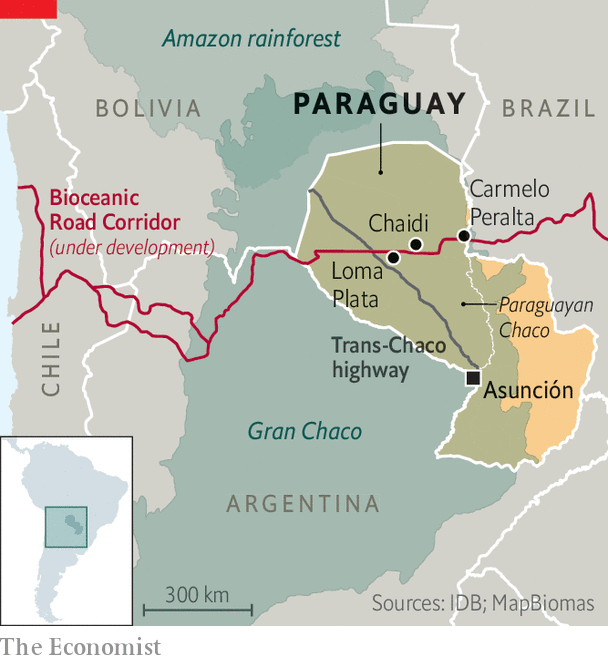 Amazon rainforest
BOLIVIA
PARAGUAY
BRAZIL
Bioceanic
Road Corridor
(under development)
Carmelo
Peralta
Chaidi
Loma
Plata
Paraguayan
Chaco
Trans-Chaco
highway
CHILE
Asunción
Gran Chaco
ARGENTINA
300 km
Sources: IDB; MapBiomas
The Economist